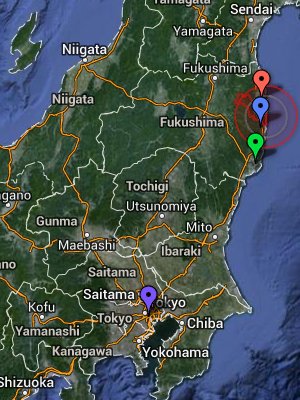 Yamagata
Sendai
Yamagata
Niigata
Fukushima
Niigata
Fukushima
Tochigi
Utsunomiya
Gunma
Mito
Maebashi
Ibaraki
Saitama
Saitama
Tokyo
Kofu
Tokyo
Chiba
Yamanashi
Kanagawa
Yokohama
Shizuoka